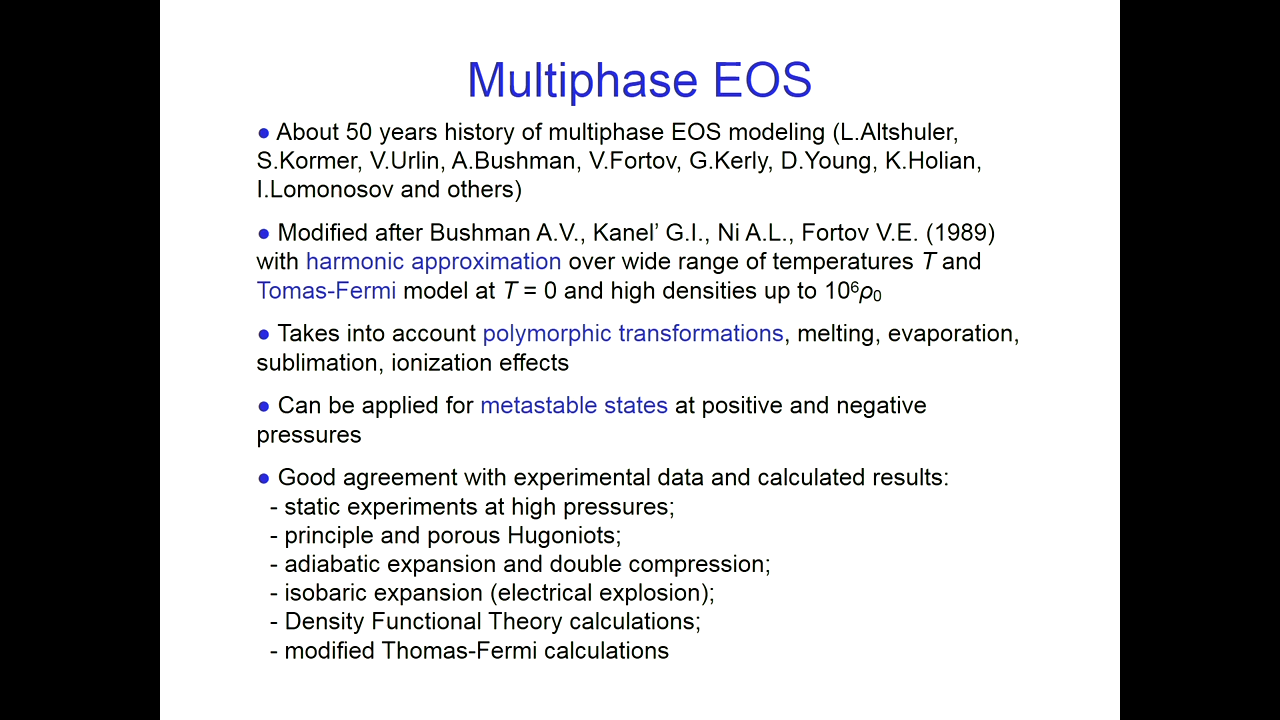 Multiphase EOS
● About 50 years history of multiphase EOS modeling (L.Altshuler,
S.Kormer, V.Urlin, A.Bushman, V.Fortov, G.Kerly, D.Young, K.Holian,
I.Lomonosov and others)
● Modified after Bushman A.V., Kanel’ G.I., Ni A.L., Fortov V.E. (1989)
with harmonic approximation over wide range of temperatures T and
Tomas-Fermi model at T = 0 and high densities up to 10⁶ρ₀
● Takes into account polymorphic transformations, melting, evaporation,
sublimation, ionization effects
● Can be applied for metastable states at positive and negative
pressures
● Good agreement with experimental data and calculated results:
- static experiments at high pressures;
- principle and porous Hugoniots;
- adiabatic expansion and double compression;
- isobaric expansion (electrical explosion);
- Density Functional Theory calculations;
- modified Thomas-Fermi calculations